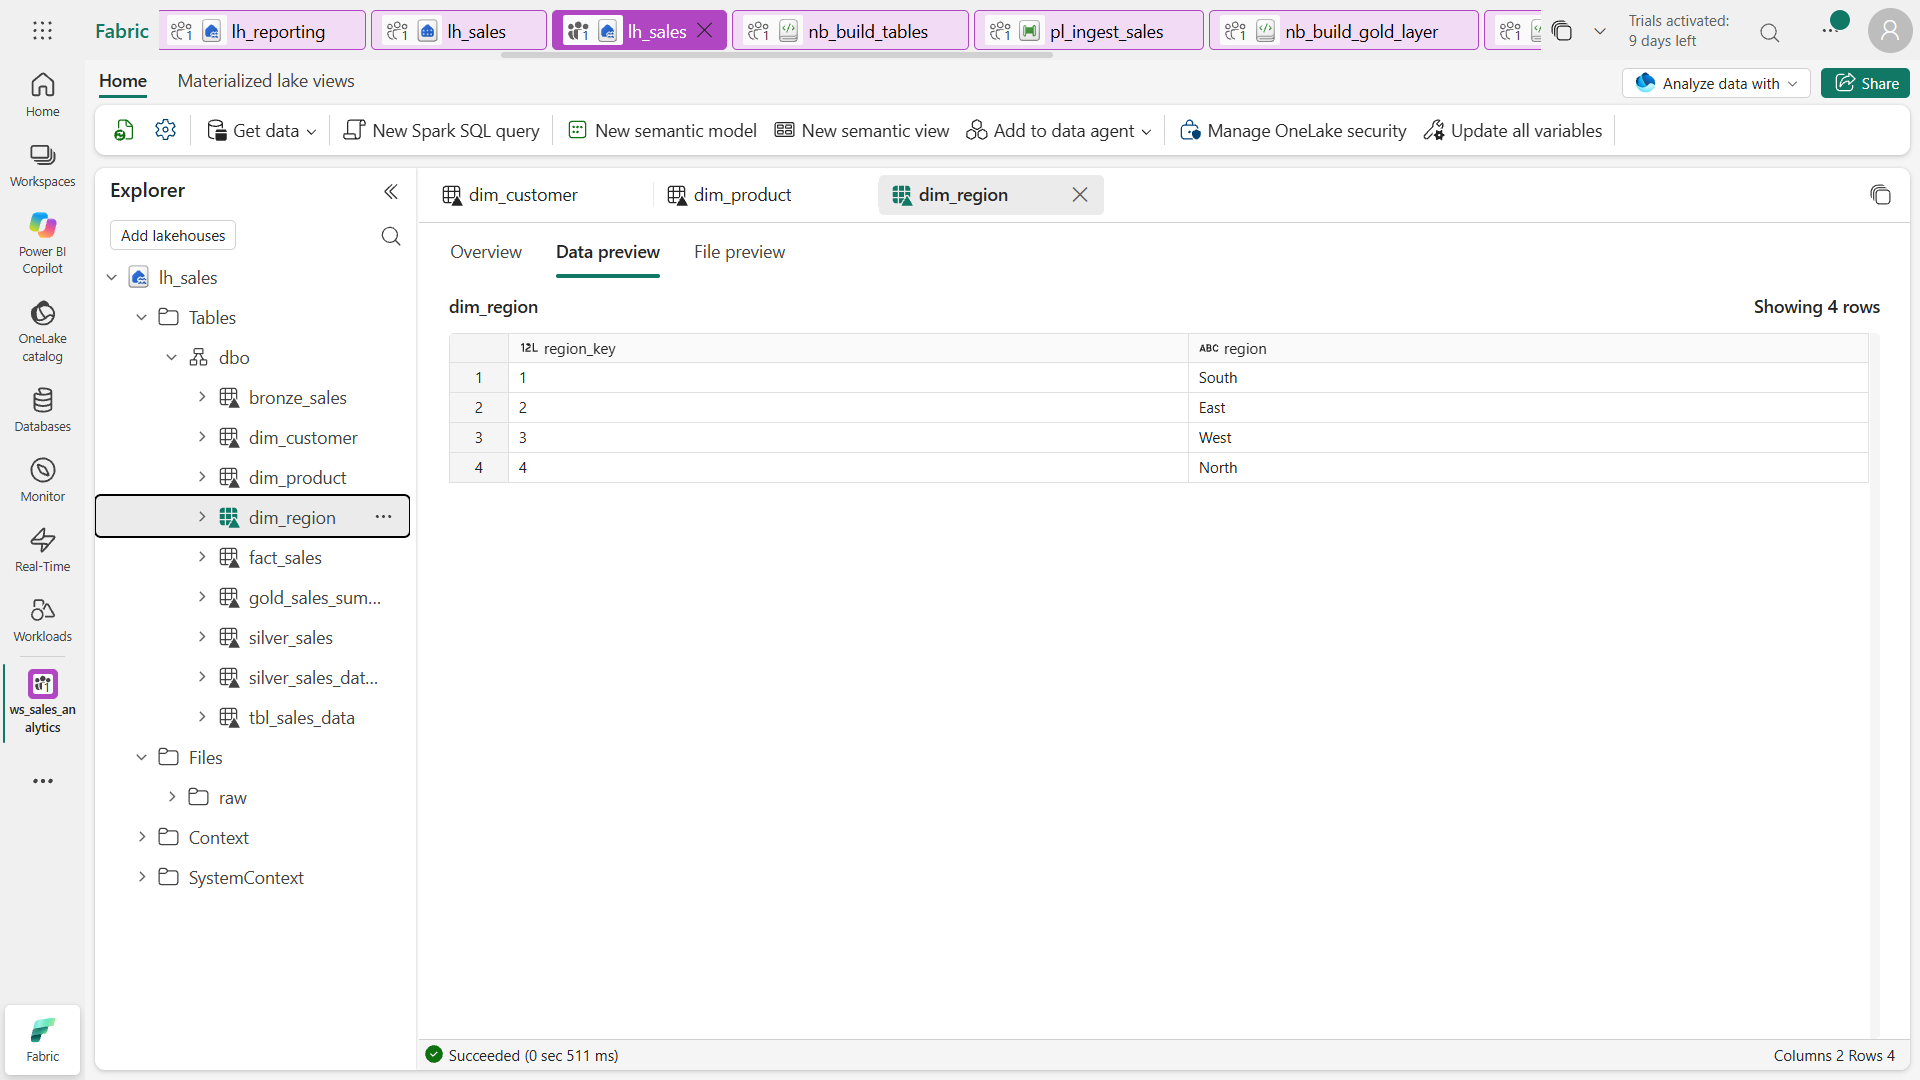 Fabric
lh_reporting
lh_sales
lh_sales
nb_build_tables
pl_ingest_sales
nb_build_gold_layer
Trials activated:
9 days left
Home
Materialized lake views
Analyze data with
Share
Get data
New Spark SQL query
New semantic model
New semantic view
Add to data agent
Manage OneLake security
Update all variables
Home
Workspaces
Power BI
Copilot
OneLake
catalog
Databases
Monitor
Real-Time
Workloads
ws_sales_an
alytics
Fabric
Explorer
Add lakehouses
lh_sales
Tables
dbo
bronze_sales
dim_customer
dim_product
dim_region
fact_sales
gold_sales_sum...
silver_sales
silver_sales_dat...
tbl_sales_data
Files
raw
Context
SystemContext
dim_customer
dim_product
dim_region
Overview
Data preview
File preview
dim_region
Showing 4 rows
12L region_key
ABC region
1 1 South
2 2 East
3 3 West
4 4 North
Succeeded (0 sec 511 ms)
Columns 2 Rows 4